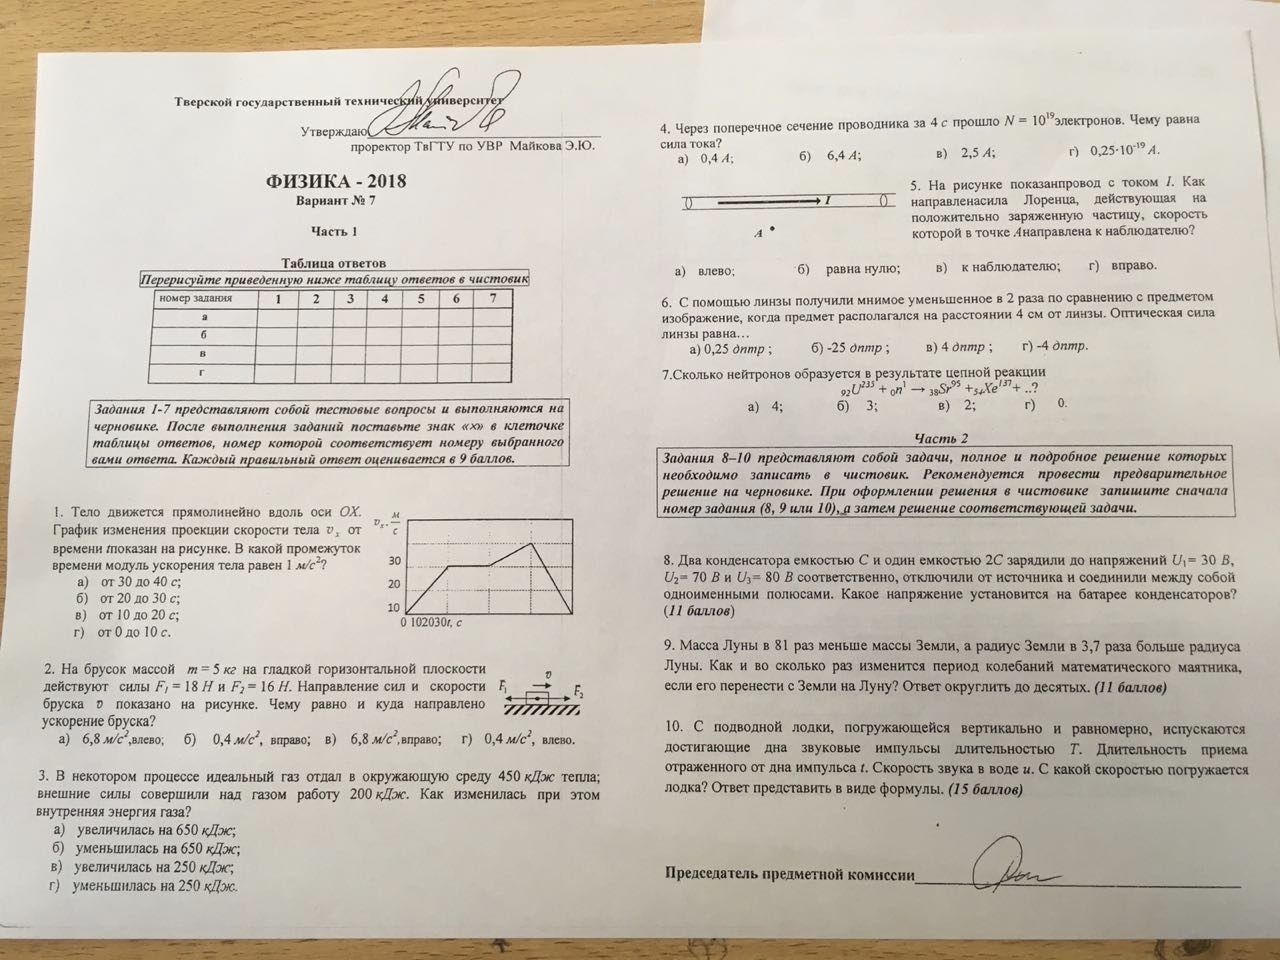 Тверской государственный технический университет
Утверждаю
проректор ТвГТУ по УВР Майкова Э.Ю.
ФИЗИКА - 2018
Вариант № 7
Часть 1
Таблица ответов
Перерисуйте приведенную ниже таблицу ответов в чистовик
номер задания 1 2 3 4 5 6 7
а
б
в
г
Задания 1-7 представляют собой тестовые вопросы и выполняются на
черновике. После выполнения заданий поставьте знак «×» в клеточке
таблицы ответов, номер которой соответствует номеру выбранного
вами ответа. Каждый правильный ответ оценивается в 9 баллов.
1. Тело движется прямолинейно вдоль оси OX.
График изменения проекции скорости тела υx от
времени tпоказан на рисунке. В какой промежуток
времени модуль ускорения тела равен 1 м/с²?
а) от 30 до 40 с;
б) от 20 до 30 с;
в) от 10 до 20 с;
г) от 0 до 10 с.
υx, м/с
30
20
10
0 102030t, с
2. На брусок массой m = 5 кг на гладкой горизонтальной плоскости
действуют силы F1 = 18 Н и F2 = 16 Н. Направление сил и скорости
бруска υ показано на рисунке. Чему равно и куда направлено
ускорение бруска?
а) 6,8 м/с²,влево; б) 0,4 м/с², вправо; в) 6,8 м/с²,вправо; г) 0,4 м/с², влево.
F1 υ F2
3. В некотором процессе идеальный газ отдал в окружающую среду 450 кДж тепла;
внешние силы совершили над газом работу 200 кДж. Как изменилась при этом
внутренняя энергия газа?
а) увеличилась на 650 кДж;
б) уменьшилась на 650 кДж;
в) увеличилась на 250 кДж;
г) уменьшилась на 250 кДж.
4. Через поперечное сечение проводника за 4 с прошло N = 10¹⁹электронов. Чему равна
сила тока?
а) 0,4 А; б) 6,4 А; в) 2,5 А; г) 0,25·10⁻¹⁹ А.
I
A
5. На рисунке показанпровод с током I. Как
направленасила Лоренца, действующая на
положительно заряженную частицу, скорость
которой в точке Aнаправлена к наблюдателю?
а) влево; б) равна нулю; в) к наблюдателю; г) вправо.
6. С помощью линзы получили мнимое уменьшенное в 2 раза по сравнению с предметом
изображение, когда предмет располагался на расстоянии 4 см от линзы. Оптическая сила
линзы равна…
а) 0,25 дптр ; б) -25 дптр ; в) 4 дптр ; г) -4 дптр.
7.Сколько нейтронов образуется в результате цепной реакции
₉₂U²³⁵ + ₀n¹ → ₃₈Sr⁹⁵ +₅₄Xe¹³⁷+ ..?
а) 4; б) 3; в) 2; г) 0.
Часть 2
Задания 8–10 представляют собой задачи, полное и подробное решение которых
необходимо записать в чистовик. Рекомендуется провести предварительное
решение на черновике. При оформлении решения в чистовике запишите сначала
номер задания (8, 9 или 10), а затем решение соответствующей задачи.
8. Два конденсатора емкостью C и один емкостью 2C зарядили до напряжений U1= 30 В,
U2= 70 В и U3= 80 В соответственно, отключили от источника и соединили между собой
одноименными полюсами. Какое напряжение установится на батарее конденсаторов?
(11 баллов)
9. Масса Луны в 81 раз меньше массы Земли, а радиус Земли в 3,7 раза больше радиуса
Луны. Как и во сколько раз изменится период колебаний математического маятника,
если его перенести с Земли на Луну? Ответ округлить до десятых. (11 баллов)
10. С подводной лодки, погружающейся вертикально и равномерно, испускаются
достигающие дна звуковые импульсы длительностью T. Длительность приема
отраженного от дна импульса t. Скорость звука в воде u. С какой скоростью погружается
лодка? Ответ представить в виде формулы. (15 баллов)
Председатель предметной комиссии